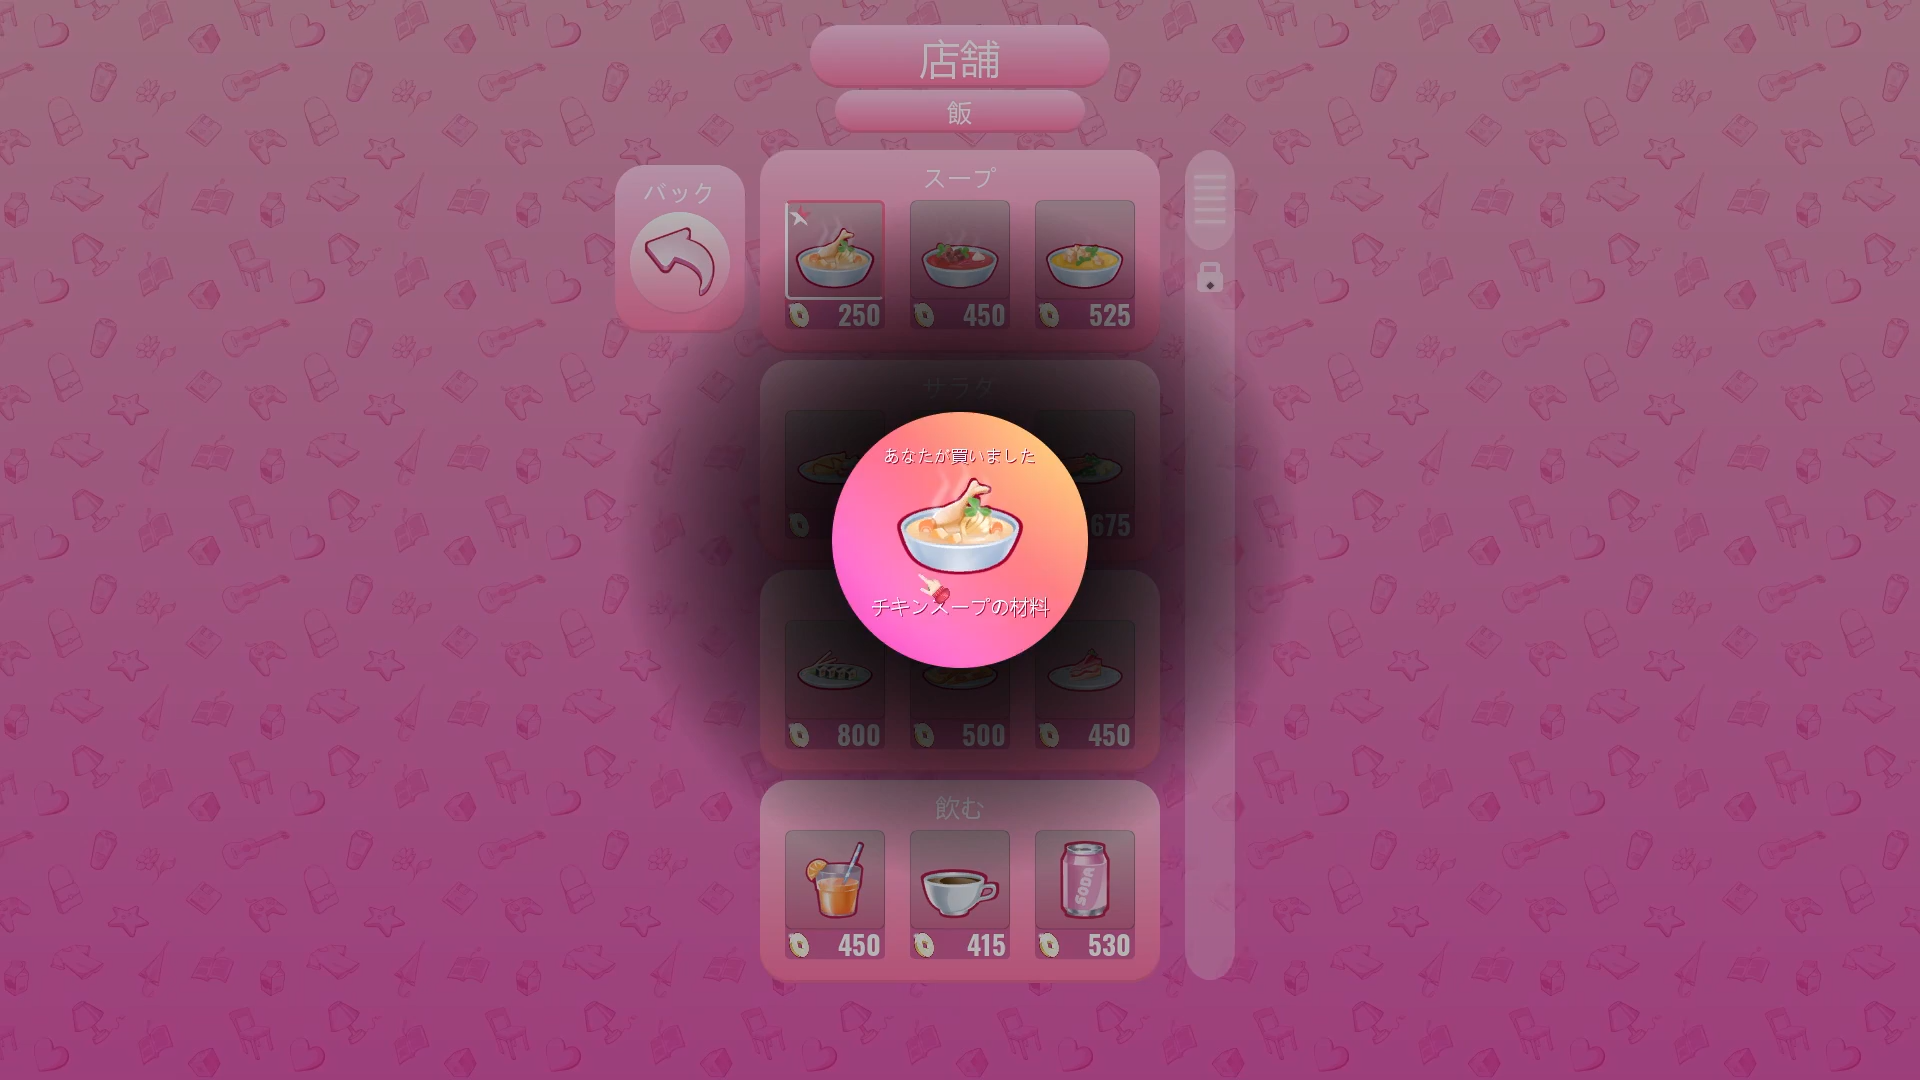 店舗
飯
バック
スープ
250
450
525
サラダ
あなたが買いました
675
チキンスープの材料
800
500
450
飲む
SODA
450
415
530